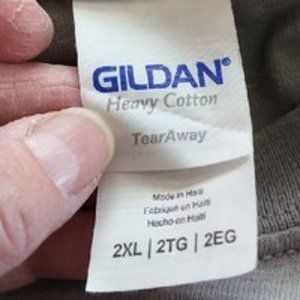 GILDAN®
Heavy Cotton
TearAway
Made in Haiti
Fabriqué en Haïti
Hecho en Haití
2XL | 2TG | 2EG